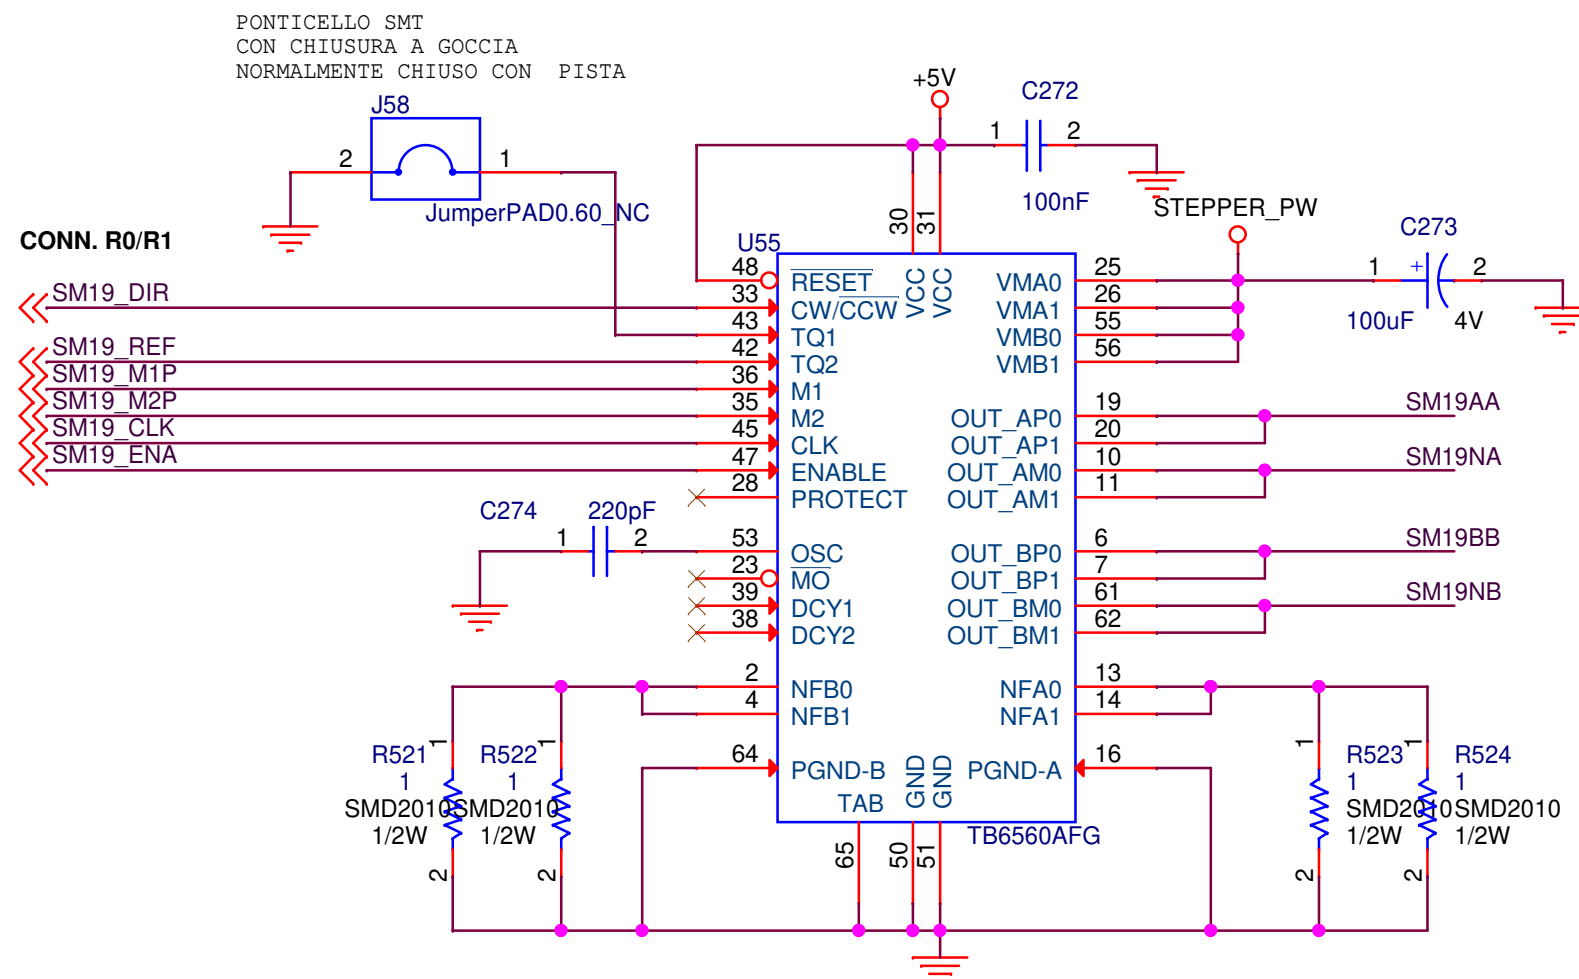 PONTICELLO SMT
CON CHIUSURA A GOCCIA
NORMALMENTE CHIUSO CON PISTA
J58
2
1
JumperPAD0.60_NC
+5V
C272
1
2
100nF
30
31
STEPPER_PW
C273
1
+
2
100uF
4V
CONN. R0/R1
SM19_DIR
SM19_REF
SM19_M1P
SM19_M2P
SM19_CLK
SM19_ENA
U55
48
33
43
42
36
35
45
47
28
53
23
39
38
2
4
64
RESET
CW/CCW
TQ1
TQ2
M1
M2
CLK
ENABLE
PROTECT
OSC
MO
DCY1
DCY2
NFB0
NFB1
PGND-B
TAB
VCC
VCC
GND
GND
VMA0
VMA1
VMB0
VMB1
OUT_AP0
OUT_AP1
OUT_AM0
OUT_AM1
OUT_BP0
OUT_BP1
OUT_BM0
OUT_BM1
NFA0
NFA1
PGND-A
25
26
55
56
19
20
10
11
6
7
61
62
13
14
16
SM19AA
SM19NA
SM19BB
SM19NB
C274
220pF
1
2
R521
1
SMD2010
1/2W
1
2
R522
1
SMD2010
1/2W
1
2
65
50
51
TB6560AFG
R523
1
SMD2010
1/2W
1
2
R524
1
SMD2010
1/2W
1
2